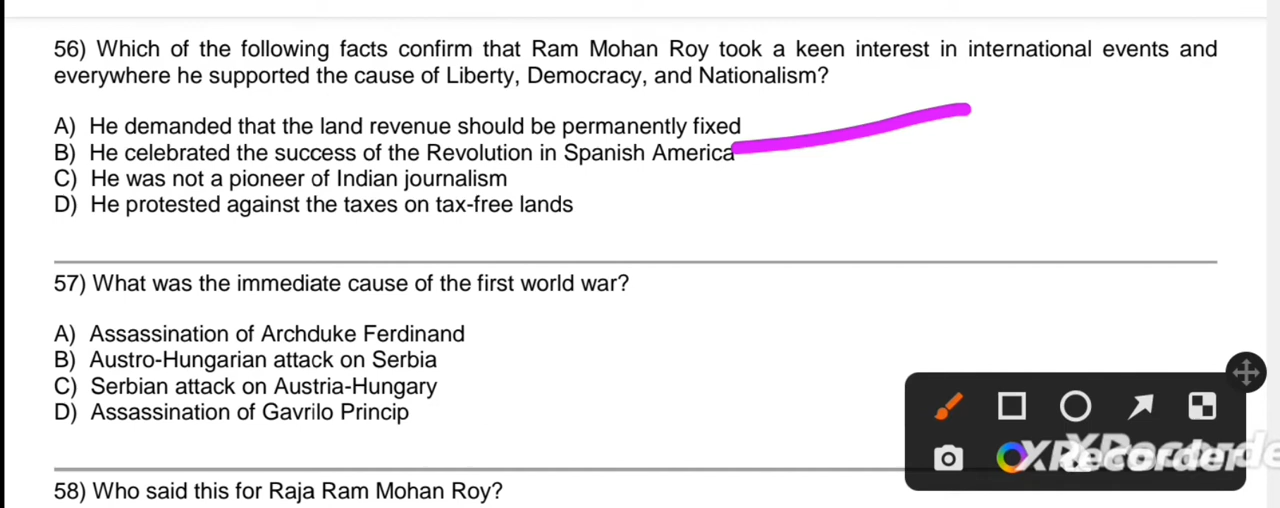 56) Which of the following facts confirm that Ram Mohan Roy took a keen interest in international events and
everywhere he supported the cause of Liberty, Democracy, and Nationalism?
A) He demanded that the land revenue should be permanently fixed
B) He celebrated the success of the Revolution in Spanish America
C) He was not a pioneer of Indian journalism
D) He protested against the taxes on tax-free lands
57) What was the immediate cause of the first world war?
A) Assassination of Archduke Ferdinand
B) Austro-Hungarian attack on Serbia
C) Serbian attack on Austria-Hungary
D) Assassination of Gavrilo Princip
XRecorder
58) Who said this for Raja Ram Mohan Roy?